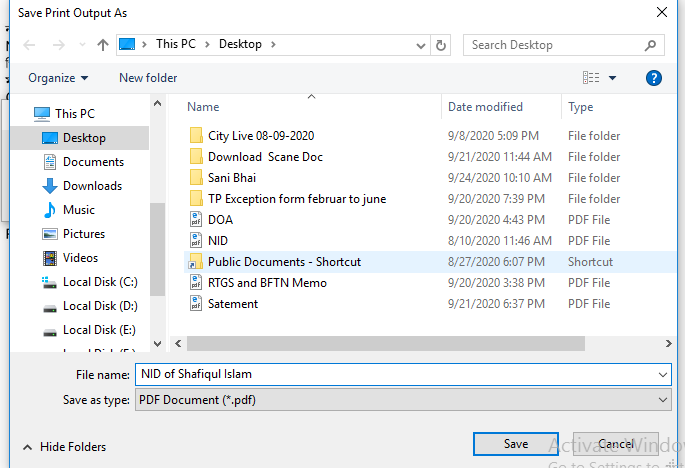 Save Print Output As
This PC > Desktop >
Search Desktop
Organize
New folder
Name Date modified Type
This PC
Desktop
Documents
Downloads
Music
Pictures
Videos
Local Disk (C:)
Local Disk (D:)
Local Disk (E:)
City Live 08-09-2020 9/8/2020 5:09 PM File folder
Download Scane Doc 9/21/2020 11:44 AM File folder
Sani Bhai 9/24/2020 10:10 AM File folder
TP Exception form februar to june 9/20/2020 7:39 PM File folder
DOA 9/20/2020 4:43 PM PDF File
NID 8/10/2020 11:46 AM PDF File
Public Documents - Shortcut 8/27/2020 6:07 PM Shortcut
RTGS and BFTN Memo 9/20/2020 3:38 PM PDF File
Satement 9/21/2020 6:37 PM PDF File
File name: NID of Shafiqul Islam
Save as type: PDF Document (*.pdf)
Hide Folders
Save
Cancel
Activate Windo
Go to Settings to